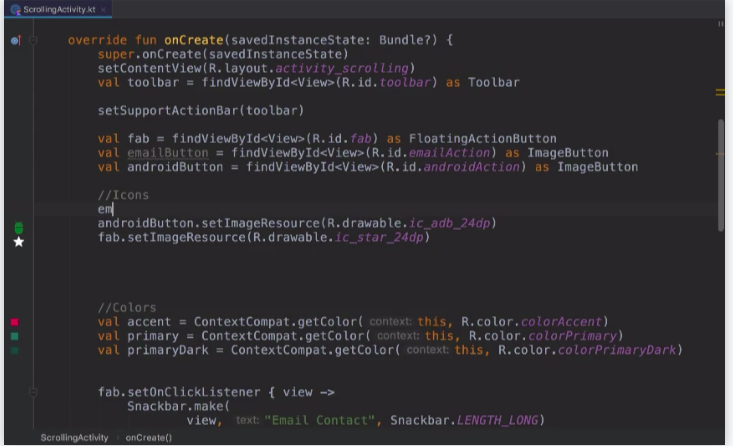 ScrollingActivity.kt
override fun onCreate(savedInstanceState: Bundle?) {
super.onCreate(savedInstanceState)
setContentView(R.layout.activity_scrolling)
val toolbar = findViewById<View>(R.id.toolbar) as Toolbar
setSupportActionBar(toolbar)
val fab = findViewById<View>(R.id.fab) as FloatingActionButton
val emailButton = findViewById<View>(R.id.emailAction) as ImageButton
val androidButton = findViewById<View>(R.id.androidAction) as ImageButton
//Icons
em
androidButton.setImageResource(R.drawable.ic_adb_24dp)
fab.setImageResource(R.drawable.ic_star_24dp)
//Colors
val accent = ContextCompat.getColor( context: this, R.color.colorAccent)
val primary = ContextCompat.getColor( context: this, R.color.colorPrimary)
val primaryDark = ContextCompat.getColor( context: this, R.color.colorPrimaryDark)
fab.setOnClickListener { view ->
Snackbar.make(
view, text: "Email Contact", Snackbar.LENGTH_LONG)
ScrollingActivity › onCreate()